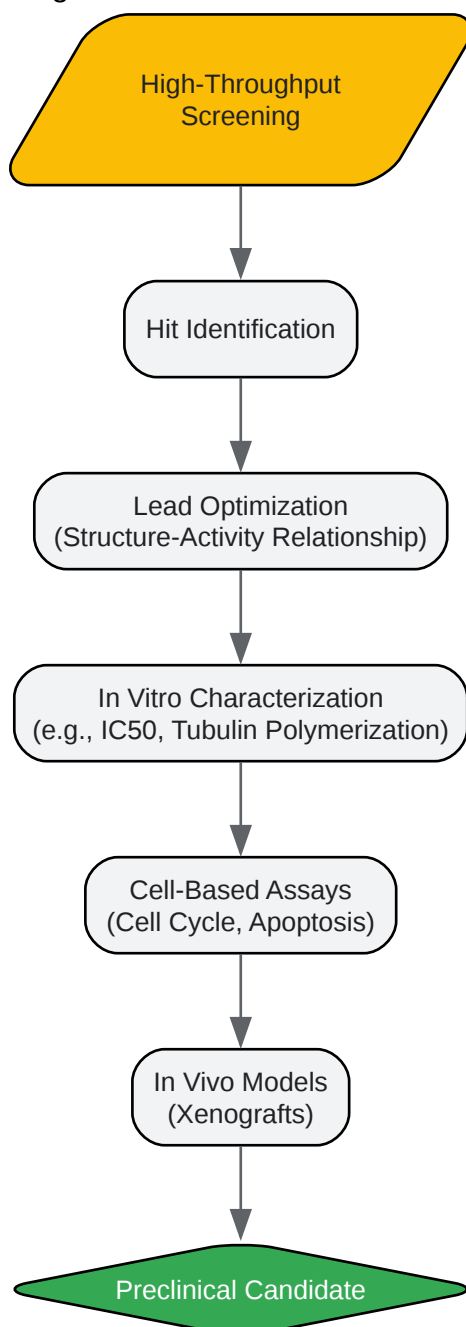 High-Throughput
Screening
Hit Identification
Lead Optimization
(Structure-Activity Relationship)
In Vitro Characterization
(e.g., IC50, Tubulin Polymerization)
Cell-Based Assays
(Cell Cycle, Apoptosis)
In Vivo Models
(Xenografts)
Preclinical Candidate